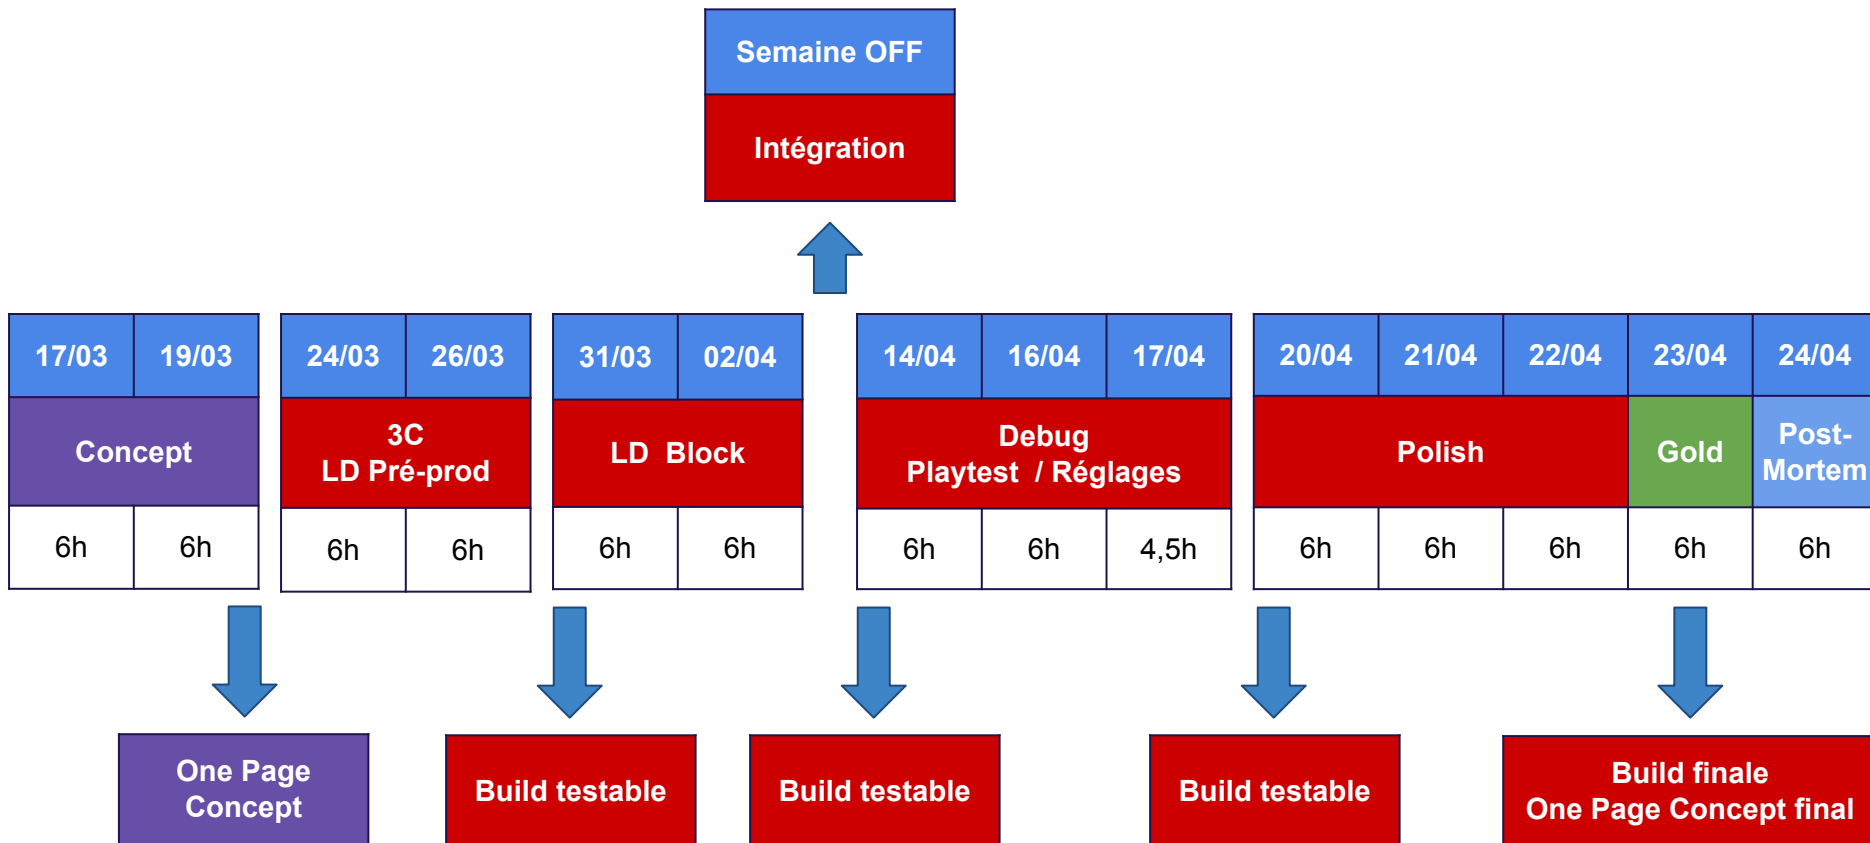 Semaine OFF
Intégration
17/03 19/03 24/03 26/03 31/03 02/04 14/04 16/04 17/04 20/04 21/04 22/04 23/04 24/04
Concept
3C
LD Pré-prod
LD Block
Debug
Playtest / Réglages
Polish
Gold
Post-
Mortem
6h 6h 6h 6h 6h 6h 6h 6h 4,5h 6h 6h 6h 6h 6h
One Page
Concept
Build testable
Build testable
Build testable
Build finale
One Page Concept final